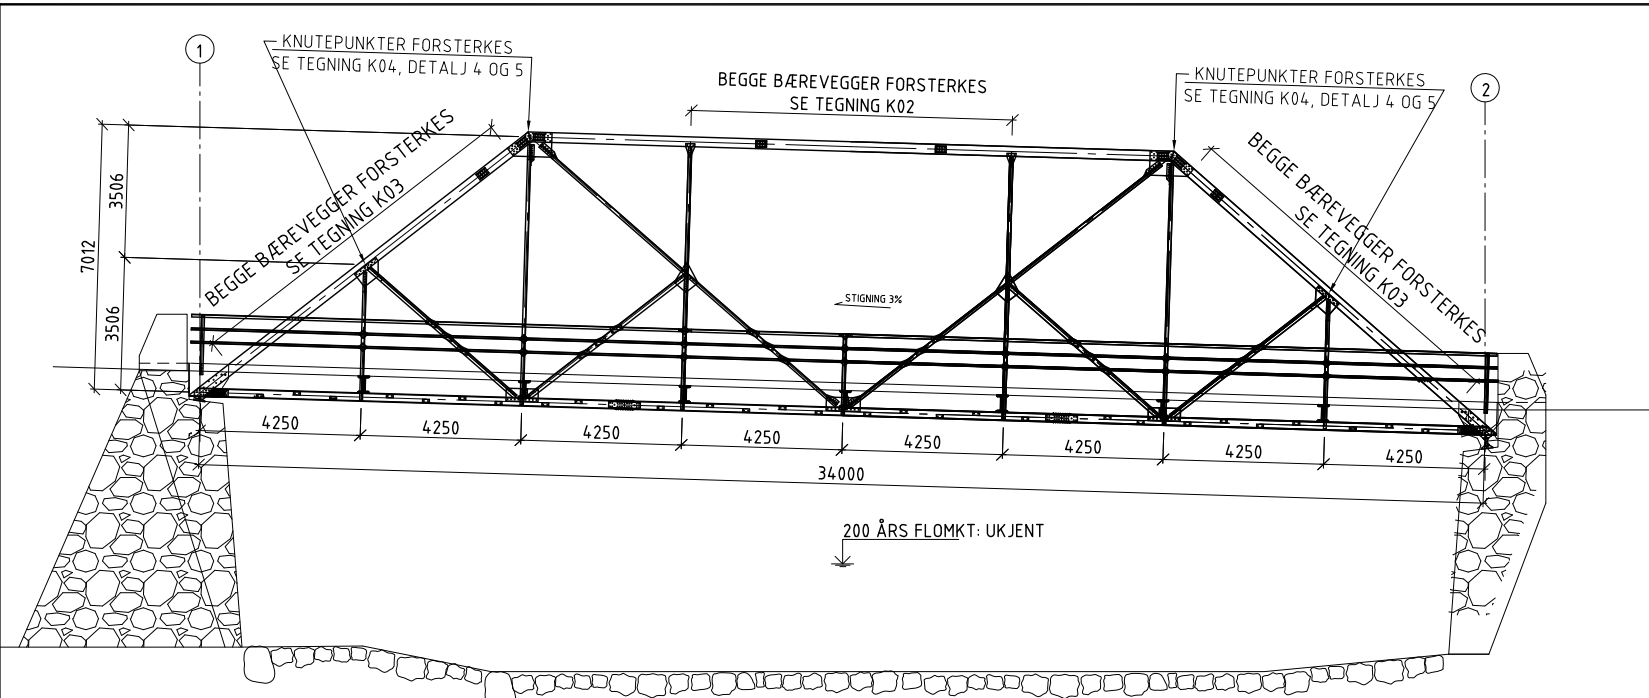 1
KNUTEPUNKTER FORSTERKES
SE TEGNING K04, DETALJ 4 OG 5
BEGGE BÆREVEGGER FORSTERKES
SE TEGNING K02
KNUTEPUNKTER FORSTERKES
SE TEGNING K04, DETALJ 4 OG 5
2
BEGGE BÆREVEGGER FORSTERKES
SE TEGNING K03
BEGGE BÆREVEGGER FORSTERKES
SE TEGNING K03
3506
7012
3506
STIGNING 3%
4250
4250
4250
4250
4250
4250
4250
4250
34000
200 ÅRS FLOMKT: UKJENT